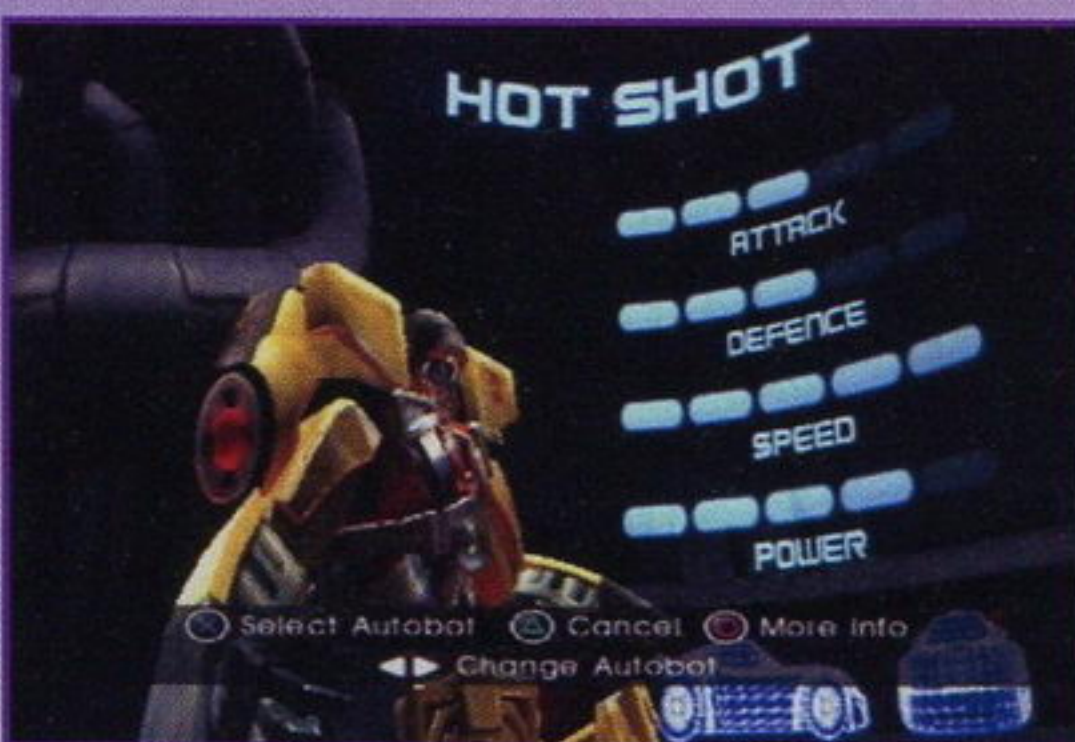 HOT SHOT
ATTACK
DEFENCE
SPEED
POWER
Select Autobot Cancel More Info
Change Autobot